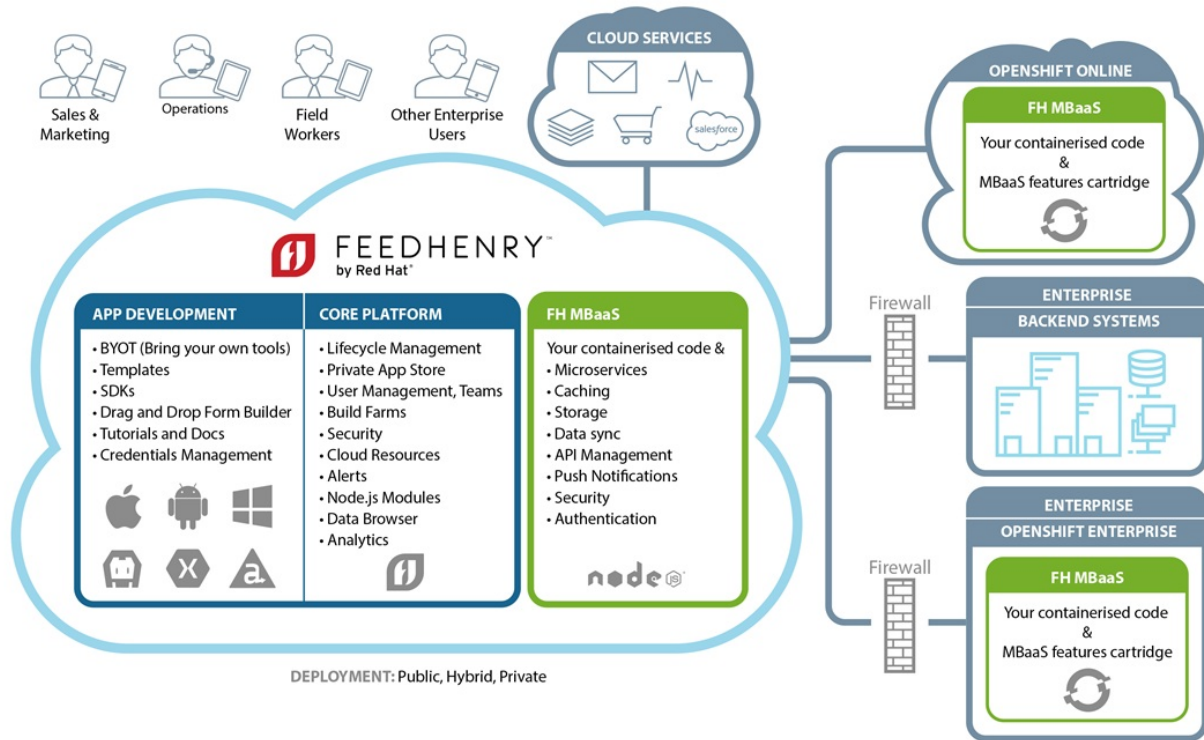 Sales &
Marketing
Operations
Field
Workers
Other Enterprise
Users
CLOUD SERVICES
salesforce
FEEDHENRY™
by Red Hat®
APP DEVELOPMENT
• BYOT (Bring your own tools)
• Templates
• SDKs
• Drag and Drop Form Builder
• Tutorials and Docs
• Credentials Management
CORE PLATFORM
• Lifecycle Management
• Private App Store
• User Management, Teams
• Build Farms
• Security
• Cloud Resources
• Alerts
• Node.js Modules
• Data Browser
• Analytics
FH MBaaS
Your containerised code &
• Microservices
• Caching
• Storage
• Data sync
• API Management
• Push Notifications
• Security
• Authentication
node JS
DEPLOYMENT: Public, Hybrid, Private
OPENSHIFT ONLINE
FH MBaaS
Your containerised code
&
MBaaS features cartridge
Firewall
ENTERPRISE
BACKEND SYSTEMS
Firewall
ENTERPRISE
OPENSHIFT ENTERPRISE
FH MBaaS
Your containerised code
&
MBaaS features cartridge